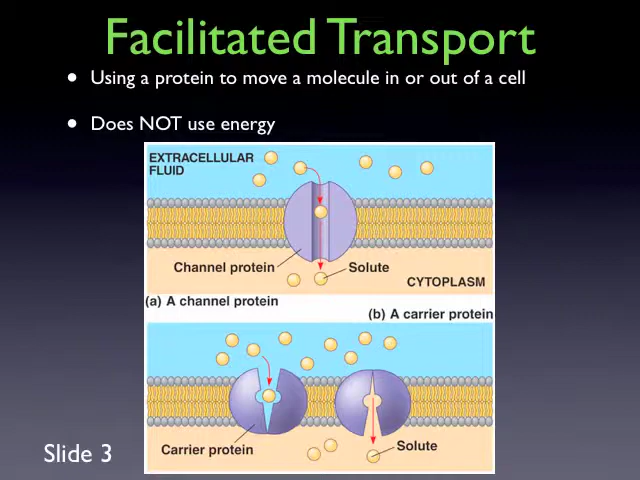 Facilitated Transport
• Using a protein to move a molecule in or out of a cell
• Does NOT use energy
EXTRACELLULAR
FLUID
Channel protein
Solute
CYTOPLASM
(a) A channel protein
(b) A carrier protein
Carrier protein
Solute
Slide 3